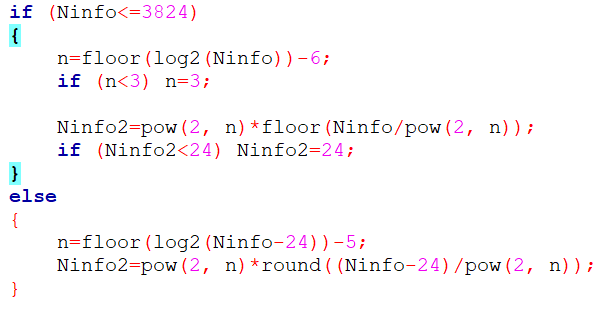 if (Ninfo<=3824)
{
n=floor(log2(Ninfo))-6;
if (n<3) n=3;
Ninfo2=pow(2, n)*floor(Ninfo/pow(2, n));
if (Ninfo2<24) Ninfo2=24;
}
else
{
n=floor(log2(Ninfo-24))-5;
Ninfo2=pow(2, n)*round((Ninfo-24)/pow(2, n));
}